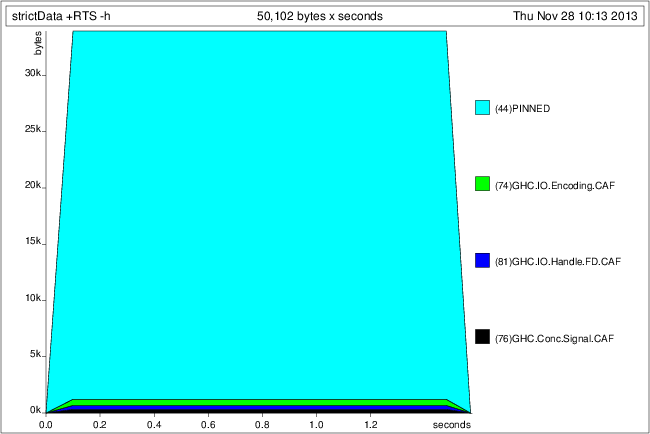 strictData +RTS -h
50,102 bytes x seconds
Thu Nov 28 10:13 2013
bytes
30k
25k
20k
15k
10k
5k
0k
0.0 0.2 0.4 0.6 0.8 1.0 1.2 seconds
(44)PINNED
(74)GHC.IO.Encoding.CAF
(81)GHC.IO.Handle.FD.CAF
(76)GHC.Conc.Signal.CAF